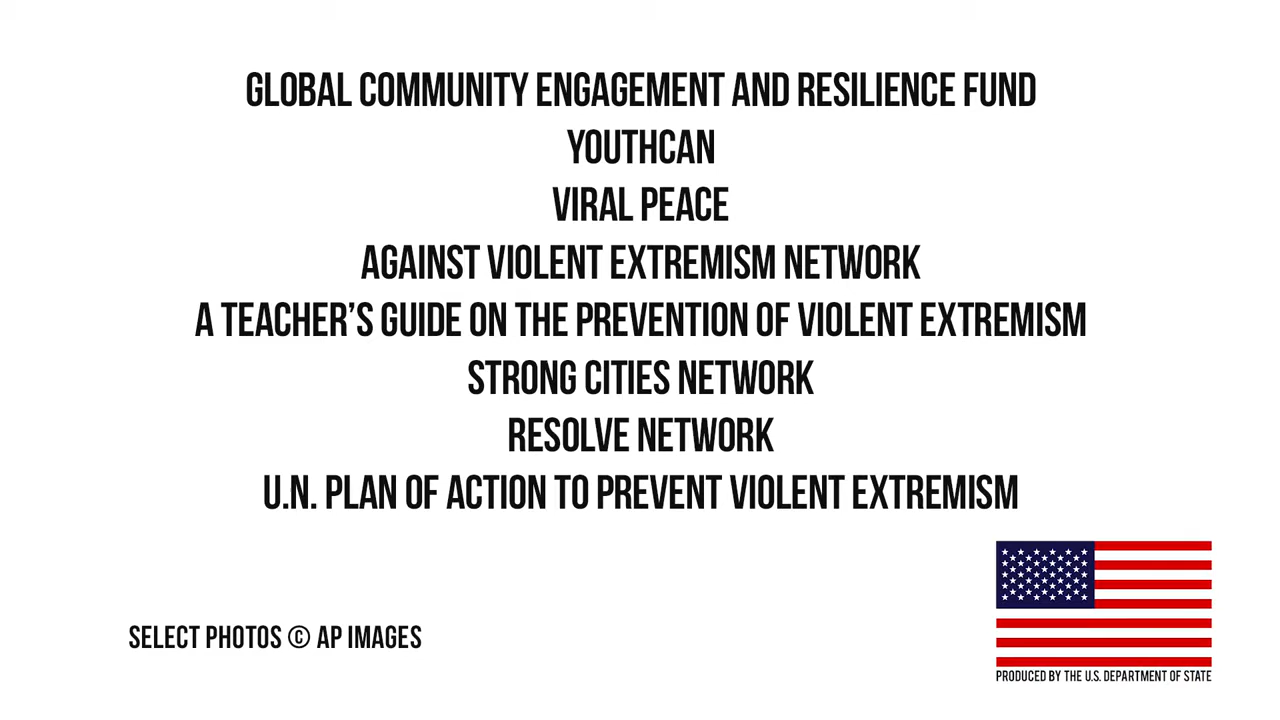 GLOBAL COMMUNITY ENGAGEMENT AND RESILIENCE FUND
YOUTHCAN
VIRAL PEACE
AGAINST VIOLENT EXTREMISM NETWORK
A TEACHER'S GUIDE ON THE PREVENTION OF VIOLENT EXTREMISM
STRONG CITIES NETWORK
RESOLVE NETWORK
U.N. PLAN OF ACTION TO PREVENT VIOLENT EXTREMISM
SELECT PHOTOS © AP IMAGES
PRODUCED BY THE U.S. DEPARTMENT OF STATE